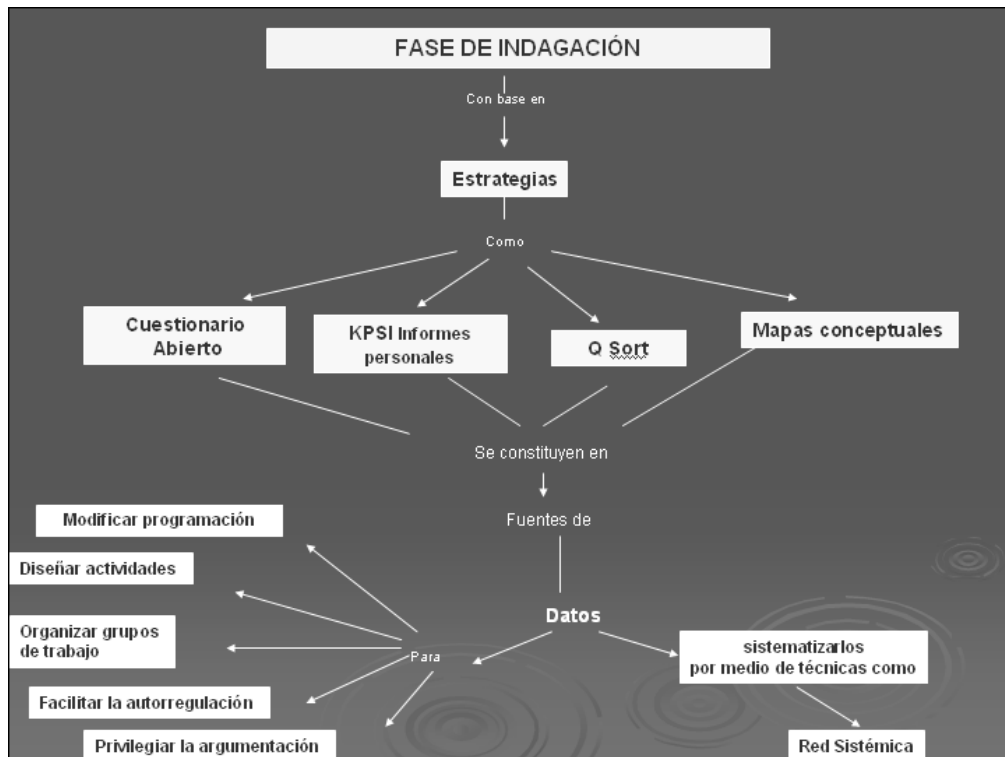 FASE DE INDAGACIÓN
Con base en
Estrategias
Como
Cuestionario
Abierto
KPSI Informes
personales
Q Sort
Mapas conceptuales
Se constituyen en
Fuentes de
Modificar programación
Diseñar actividades
Organizar grupos
de trabajo
Facilitar la autorregulación
Privilegiar la argumentación
Para
Datos
sistematizarlos
por medio de técnicas como
Red Sistémica